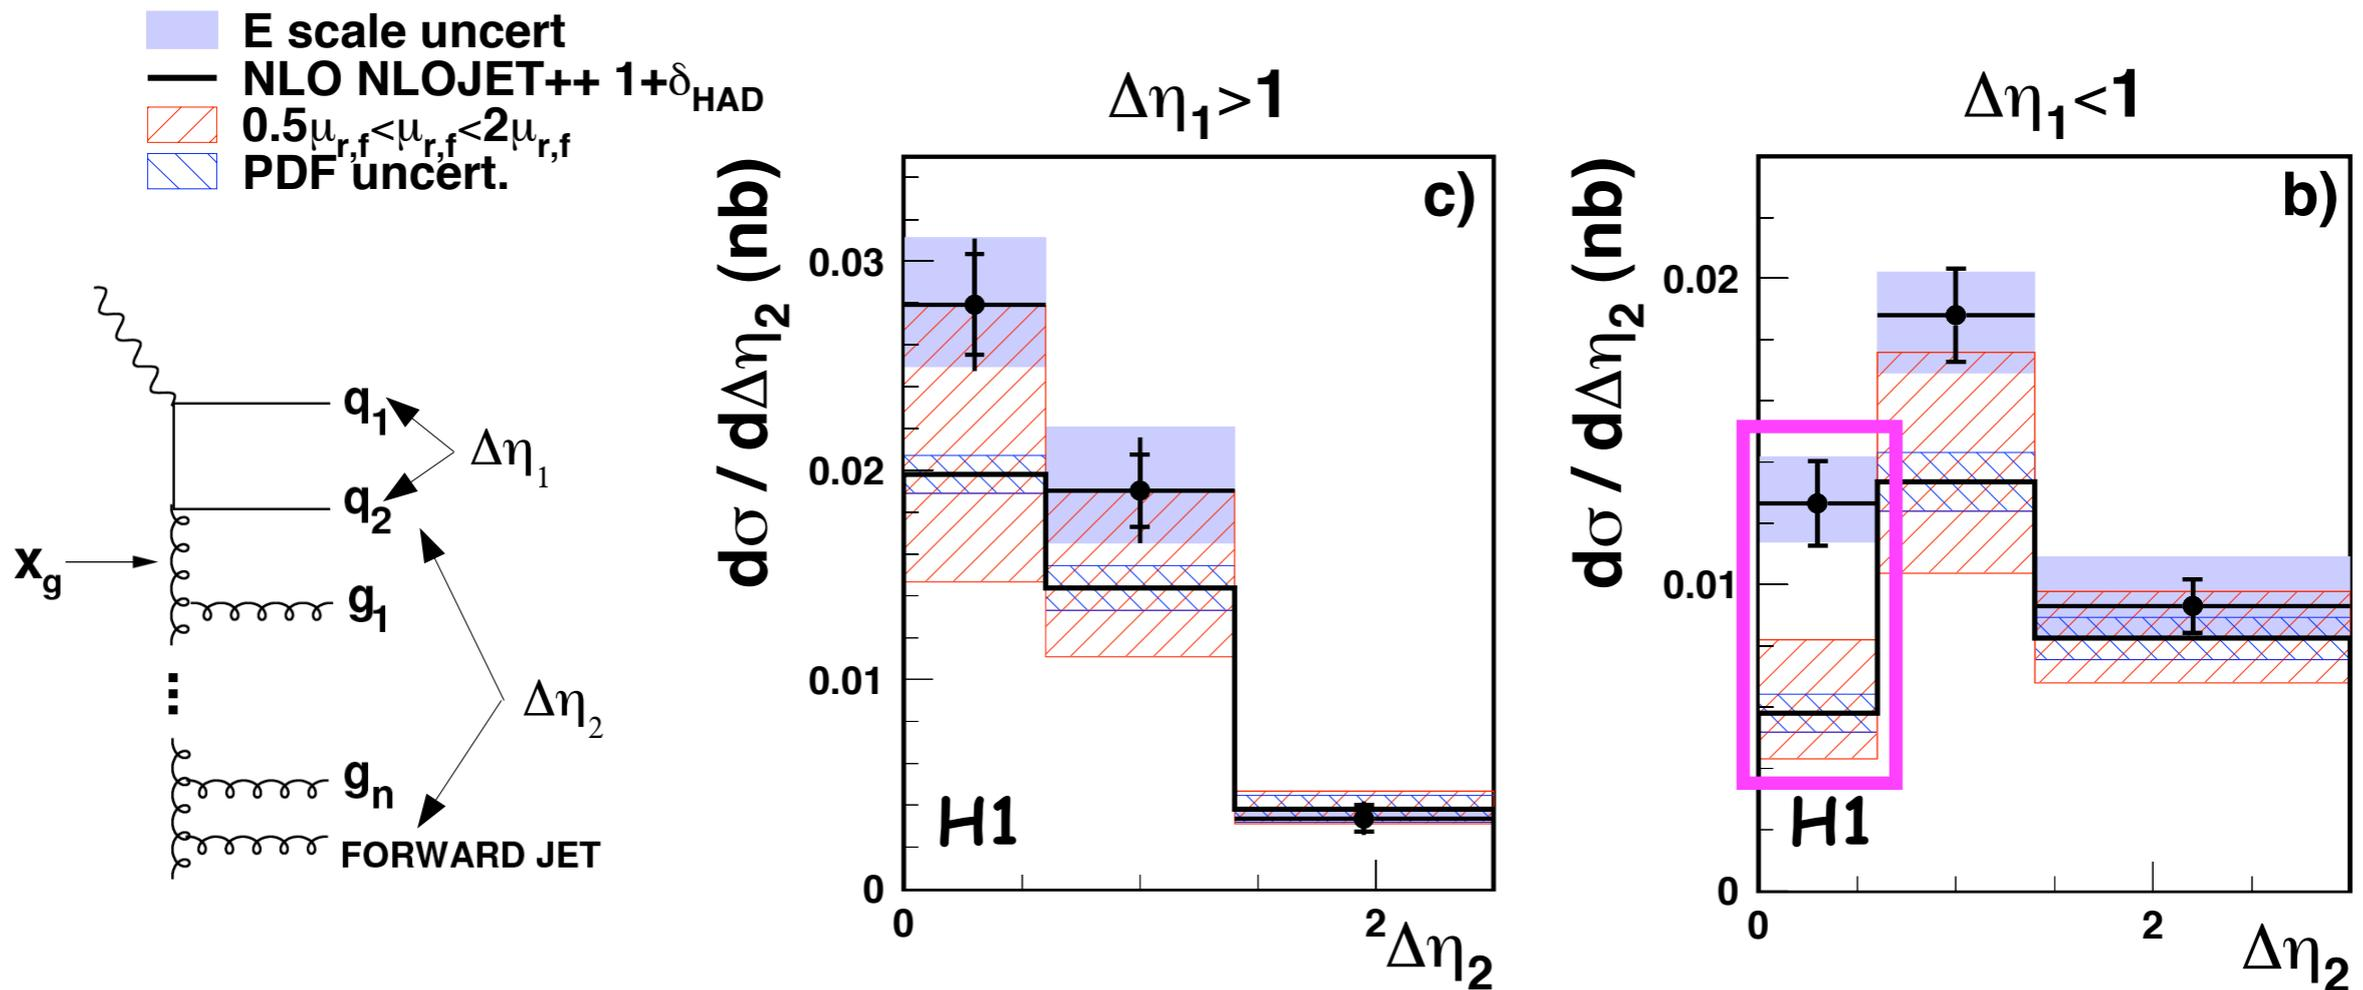 E scale uncert
NLO NLOJET++ 1+δHAD
0.5μr,f<μr,f<2μr,f
PDF uncert.
q1
Δη1
q2
xg
g1
Δη2
gn
FORWARD JET
Δη1>1
c)
dσ / dΔη2 (nb)
0.03
0.02
0.01
0
H1
0
2
Δη2
Δη1<1
b)
dσ / dΔη2 (nb)
0.02
0.01
0
H1
0
2
Δη2